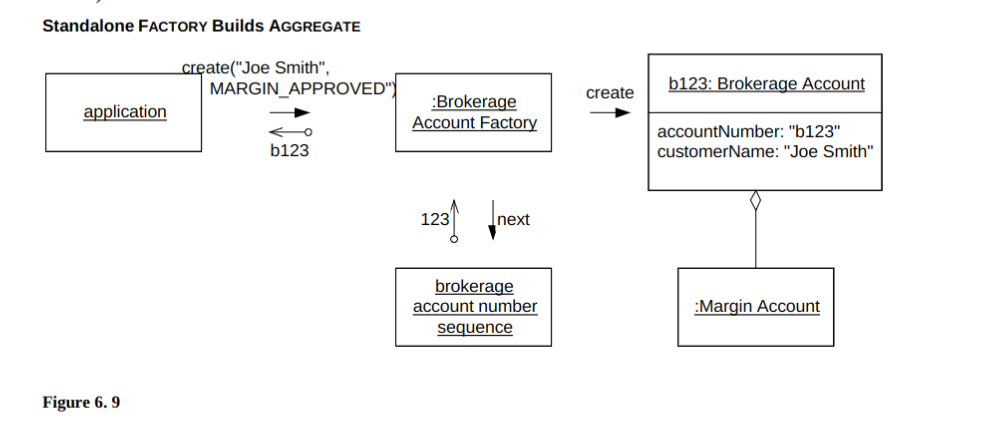 Standalone FACTORY Builds AGGREGATE
create("Joe Smith",
MARGIN_APPROVED")
application
b123
:Brokerage
Account Factory
create
b123: Brokerage Account
accountNumber: "b123"
customerName: "Joe Smith"
123
next
brokerage
account number
sequence
:Margin Account
Figure 6. 9